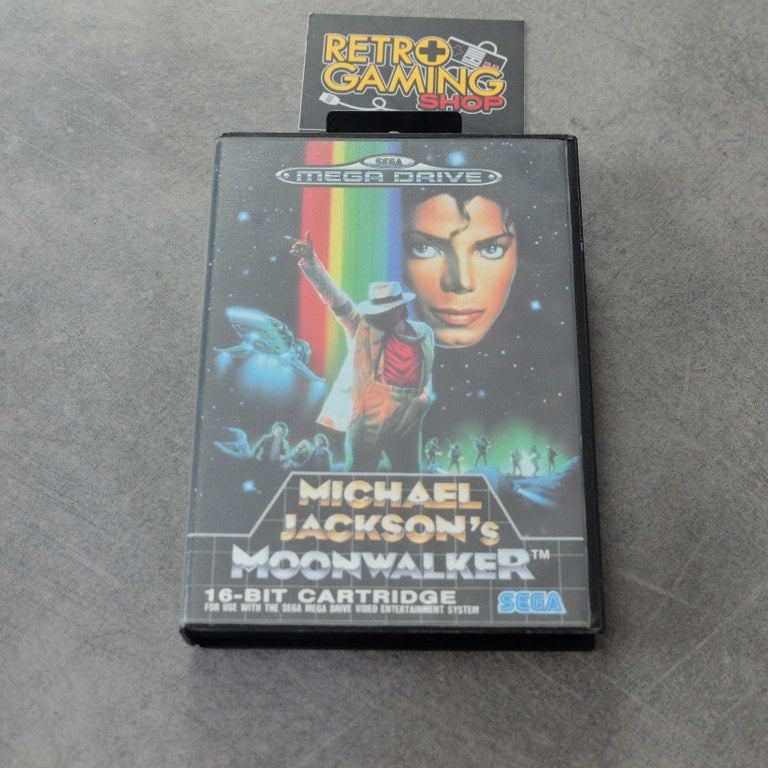 RETRO
GAMING
SHOP
SEGA
MEGA DRIVE
MICHAEL
JACKSON's
MOONWALKER™
16-BIT CARTRIDGE
FOR USE WITH THE SEGA MEGA DRIVE VIDEO ENTERTAINMENT SYSTEM
SEGA